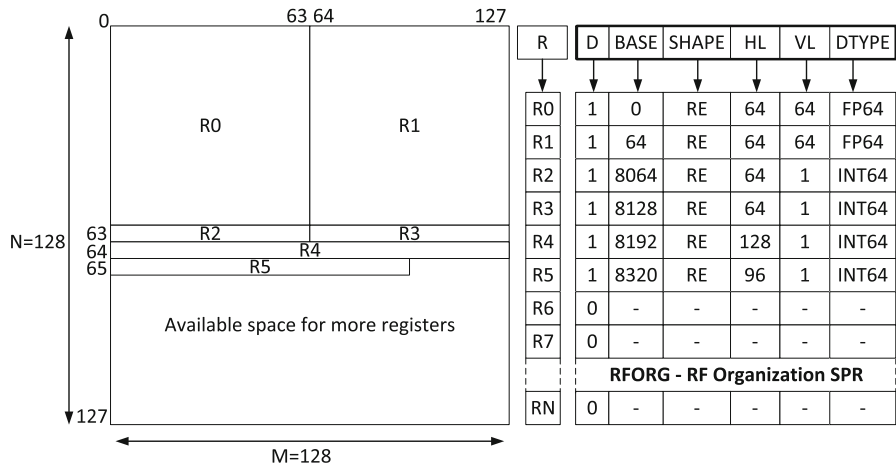 0 63 64 127
R0 R1
63 R2 R3
N=128 64 R4
65 R5
Available space for more registers
127
M=128
R D BASE SHAPE HL VL DTYPE
R0 1 0 RE 64 64 FP64
R1 1 64 RE 64 64 FP64
R2 1 8064 RE 64 1 INT64
R3 1 8128 RE 64 1 INT64
R4 1 8192 RE 128 1 INT64
R5 1 8320 RE 96 1 INT64
R6 0 - - - - -
R7 0 - - - - -
RFORG - RF Organization SPR
RN 0 - - - - -